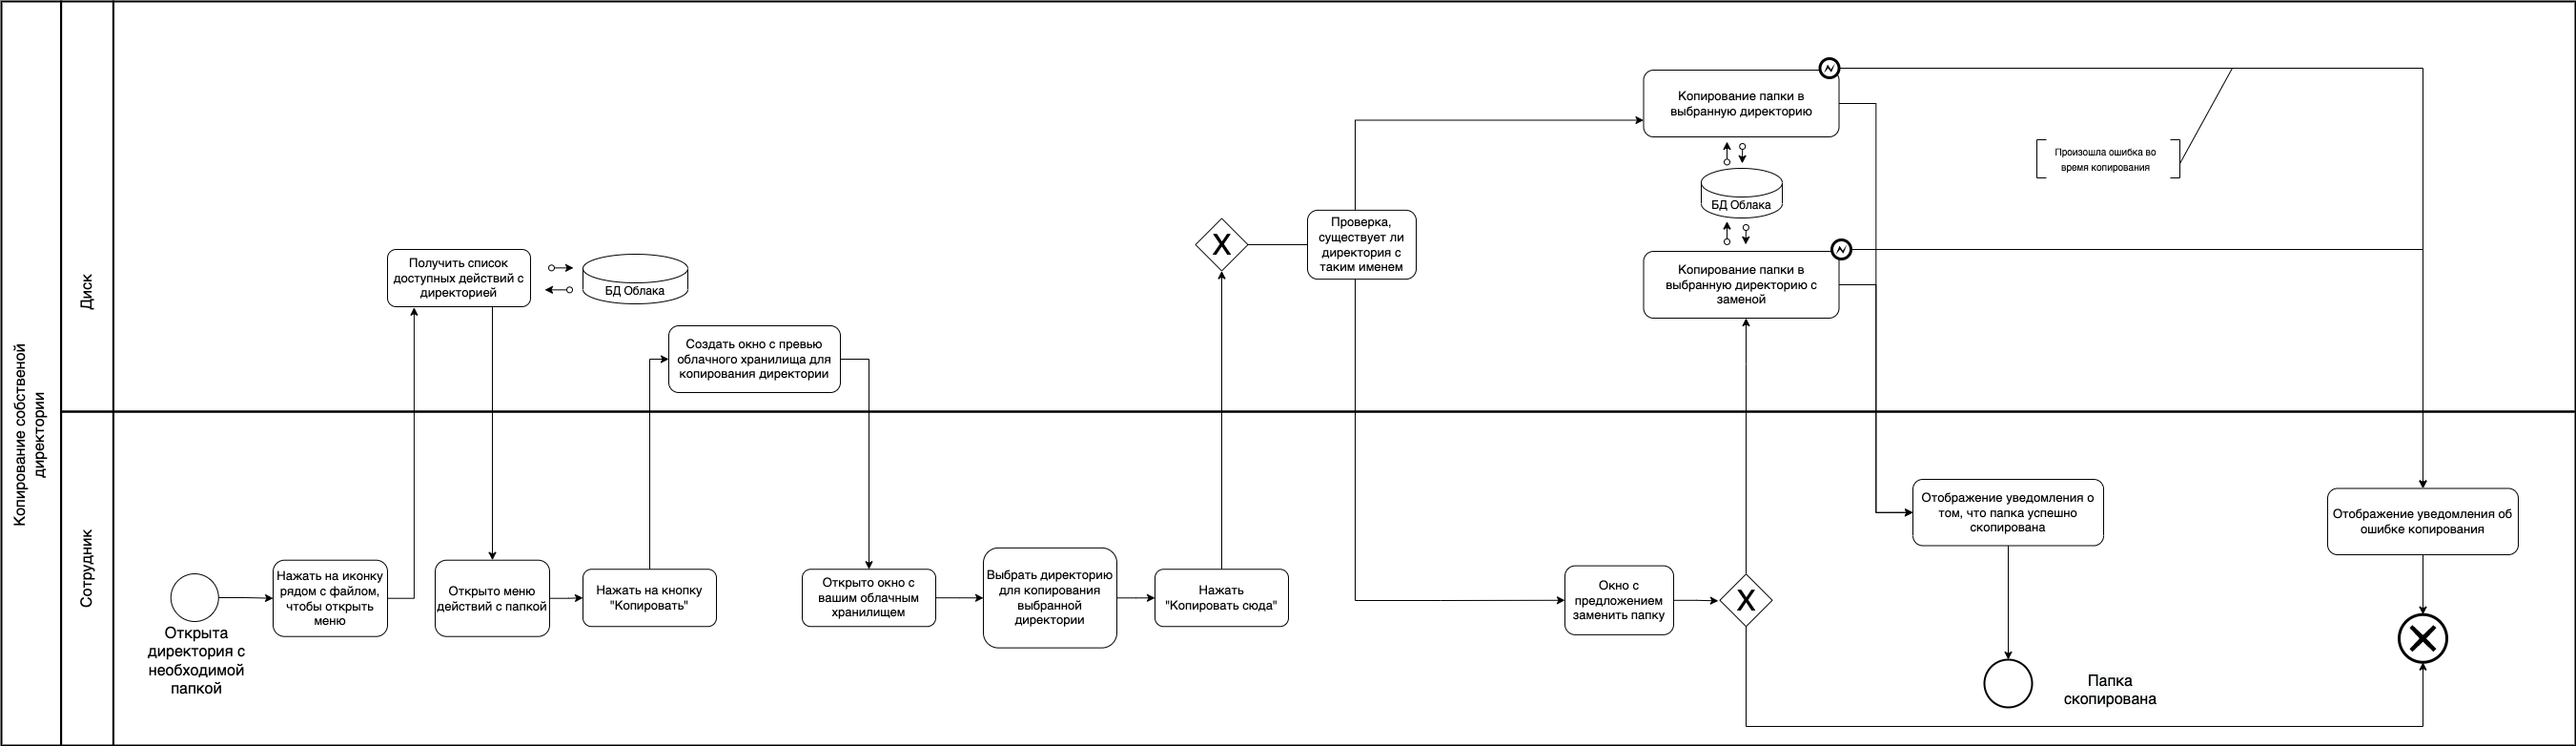 Копирование собственой
директории
Диск
Сотрудник
Открыта
директория с
необходимой
папкой
Нажать на иконку
рядом с файлом,
чтобы открыть
меню
Получить список
доступных действий с
директорией
БД Облака
Открыто меню
действий с папкой
Нажать на кнопку
"Копировать"
Создать окно с превью
облачного хранилища для
копирования директории
Открыто окно с
вашим облачным
хранилищем
Выбрать директорию
для копирования
выбранной
директории
Нажать
"Копировать сюда"
X
Проверка,
существует ли
директория с
таким именем
Копирование папки в
выбранную директорию
БД Облака
Копирование папки в
выбранную директорию с
заменой
Окно с
предложением
заменить папку
X
Произошла ошибка во
время копирования
Отображение уведомления о
том, что папка успешно
скопирована
Папка
скопирована
Отображение уведомления об
ошибке копирования